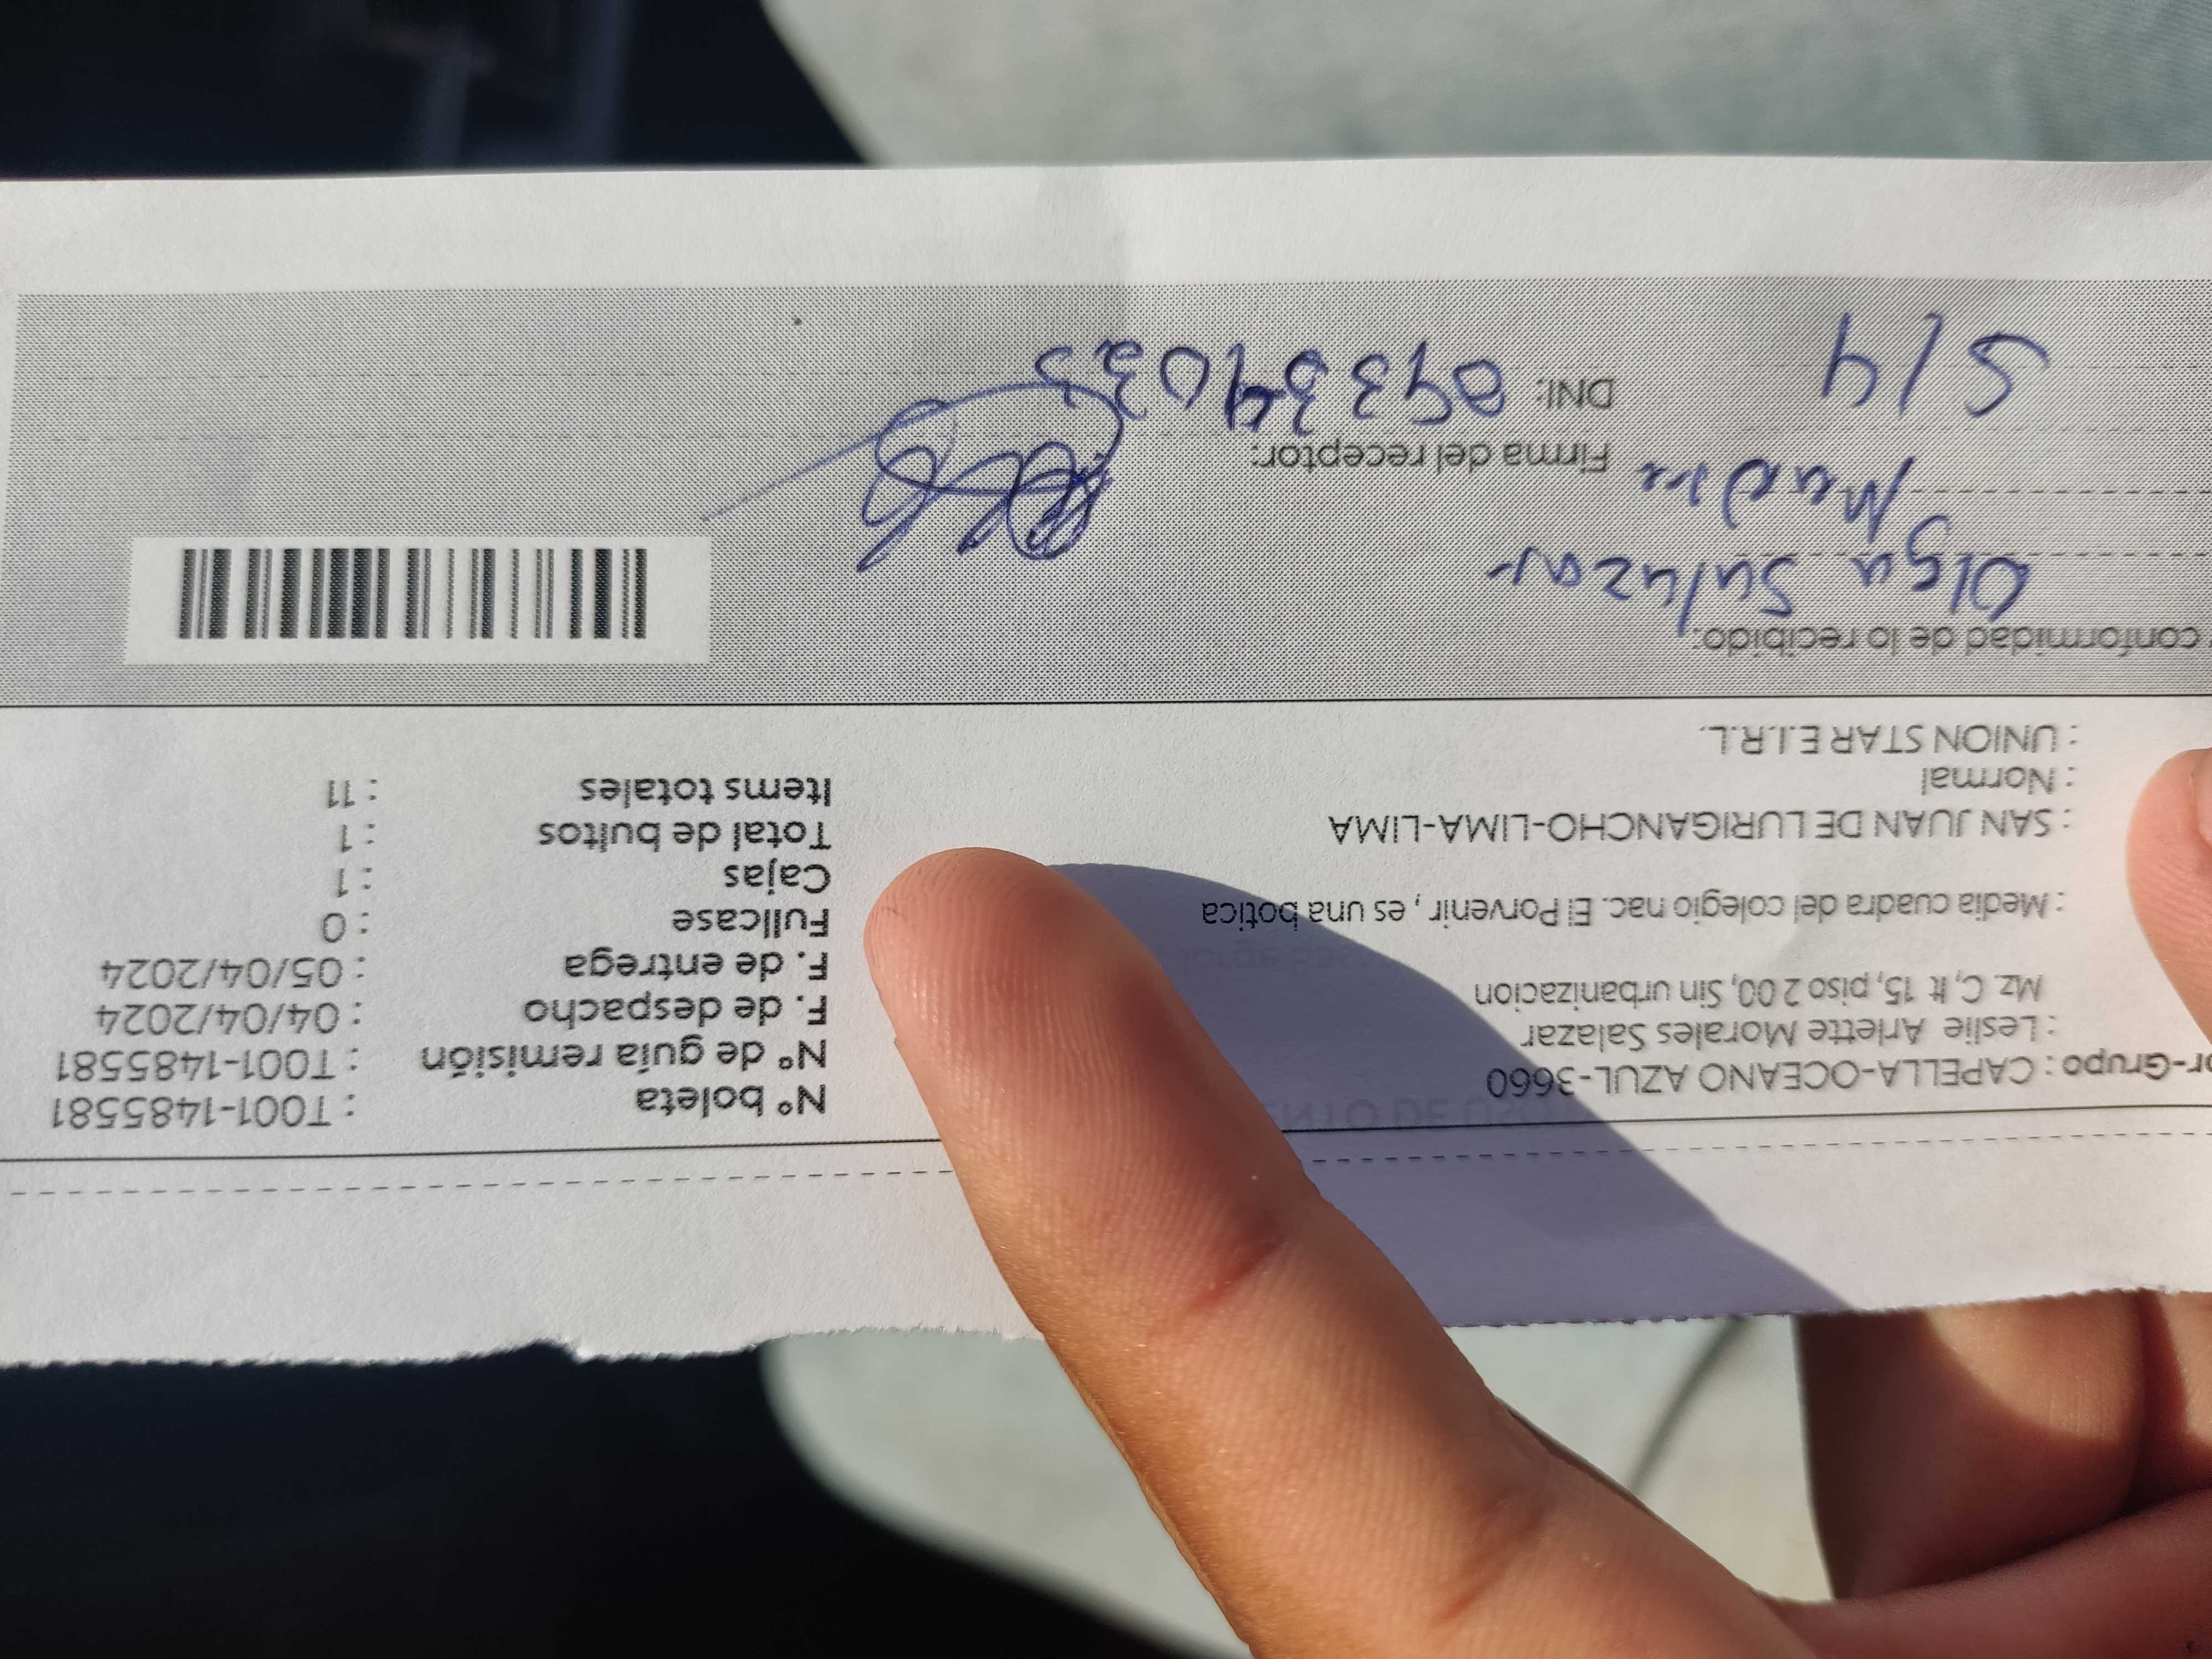 N° boleta : T001-1485581
or-Grupo : CAPELLA-OCEANO AZUL-3660
N° de guía remisión : T001-1485581
: Leslie Arlette Morales Salazar
F. de despacho : 04/04/2024
Mz. C, lt 15, piso 2 00, Sin urbanizacion
F. de entrega : 05/04/2024
: Media cuadra del colegio nac. El Porvenir , es una botica
Fullcase : 0
Cajas : 1
: SAN JUAN DE LURIGANCHO-LIMA-LIMA
Total de bultos : 1
: Normal
Items totales : 11
: UNION STAR E.I.R.L.
conformidad de lo recibido:
Olga Salazar
Madre
Firma del receptor:
DNI:
5/4